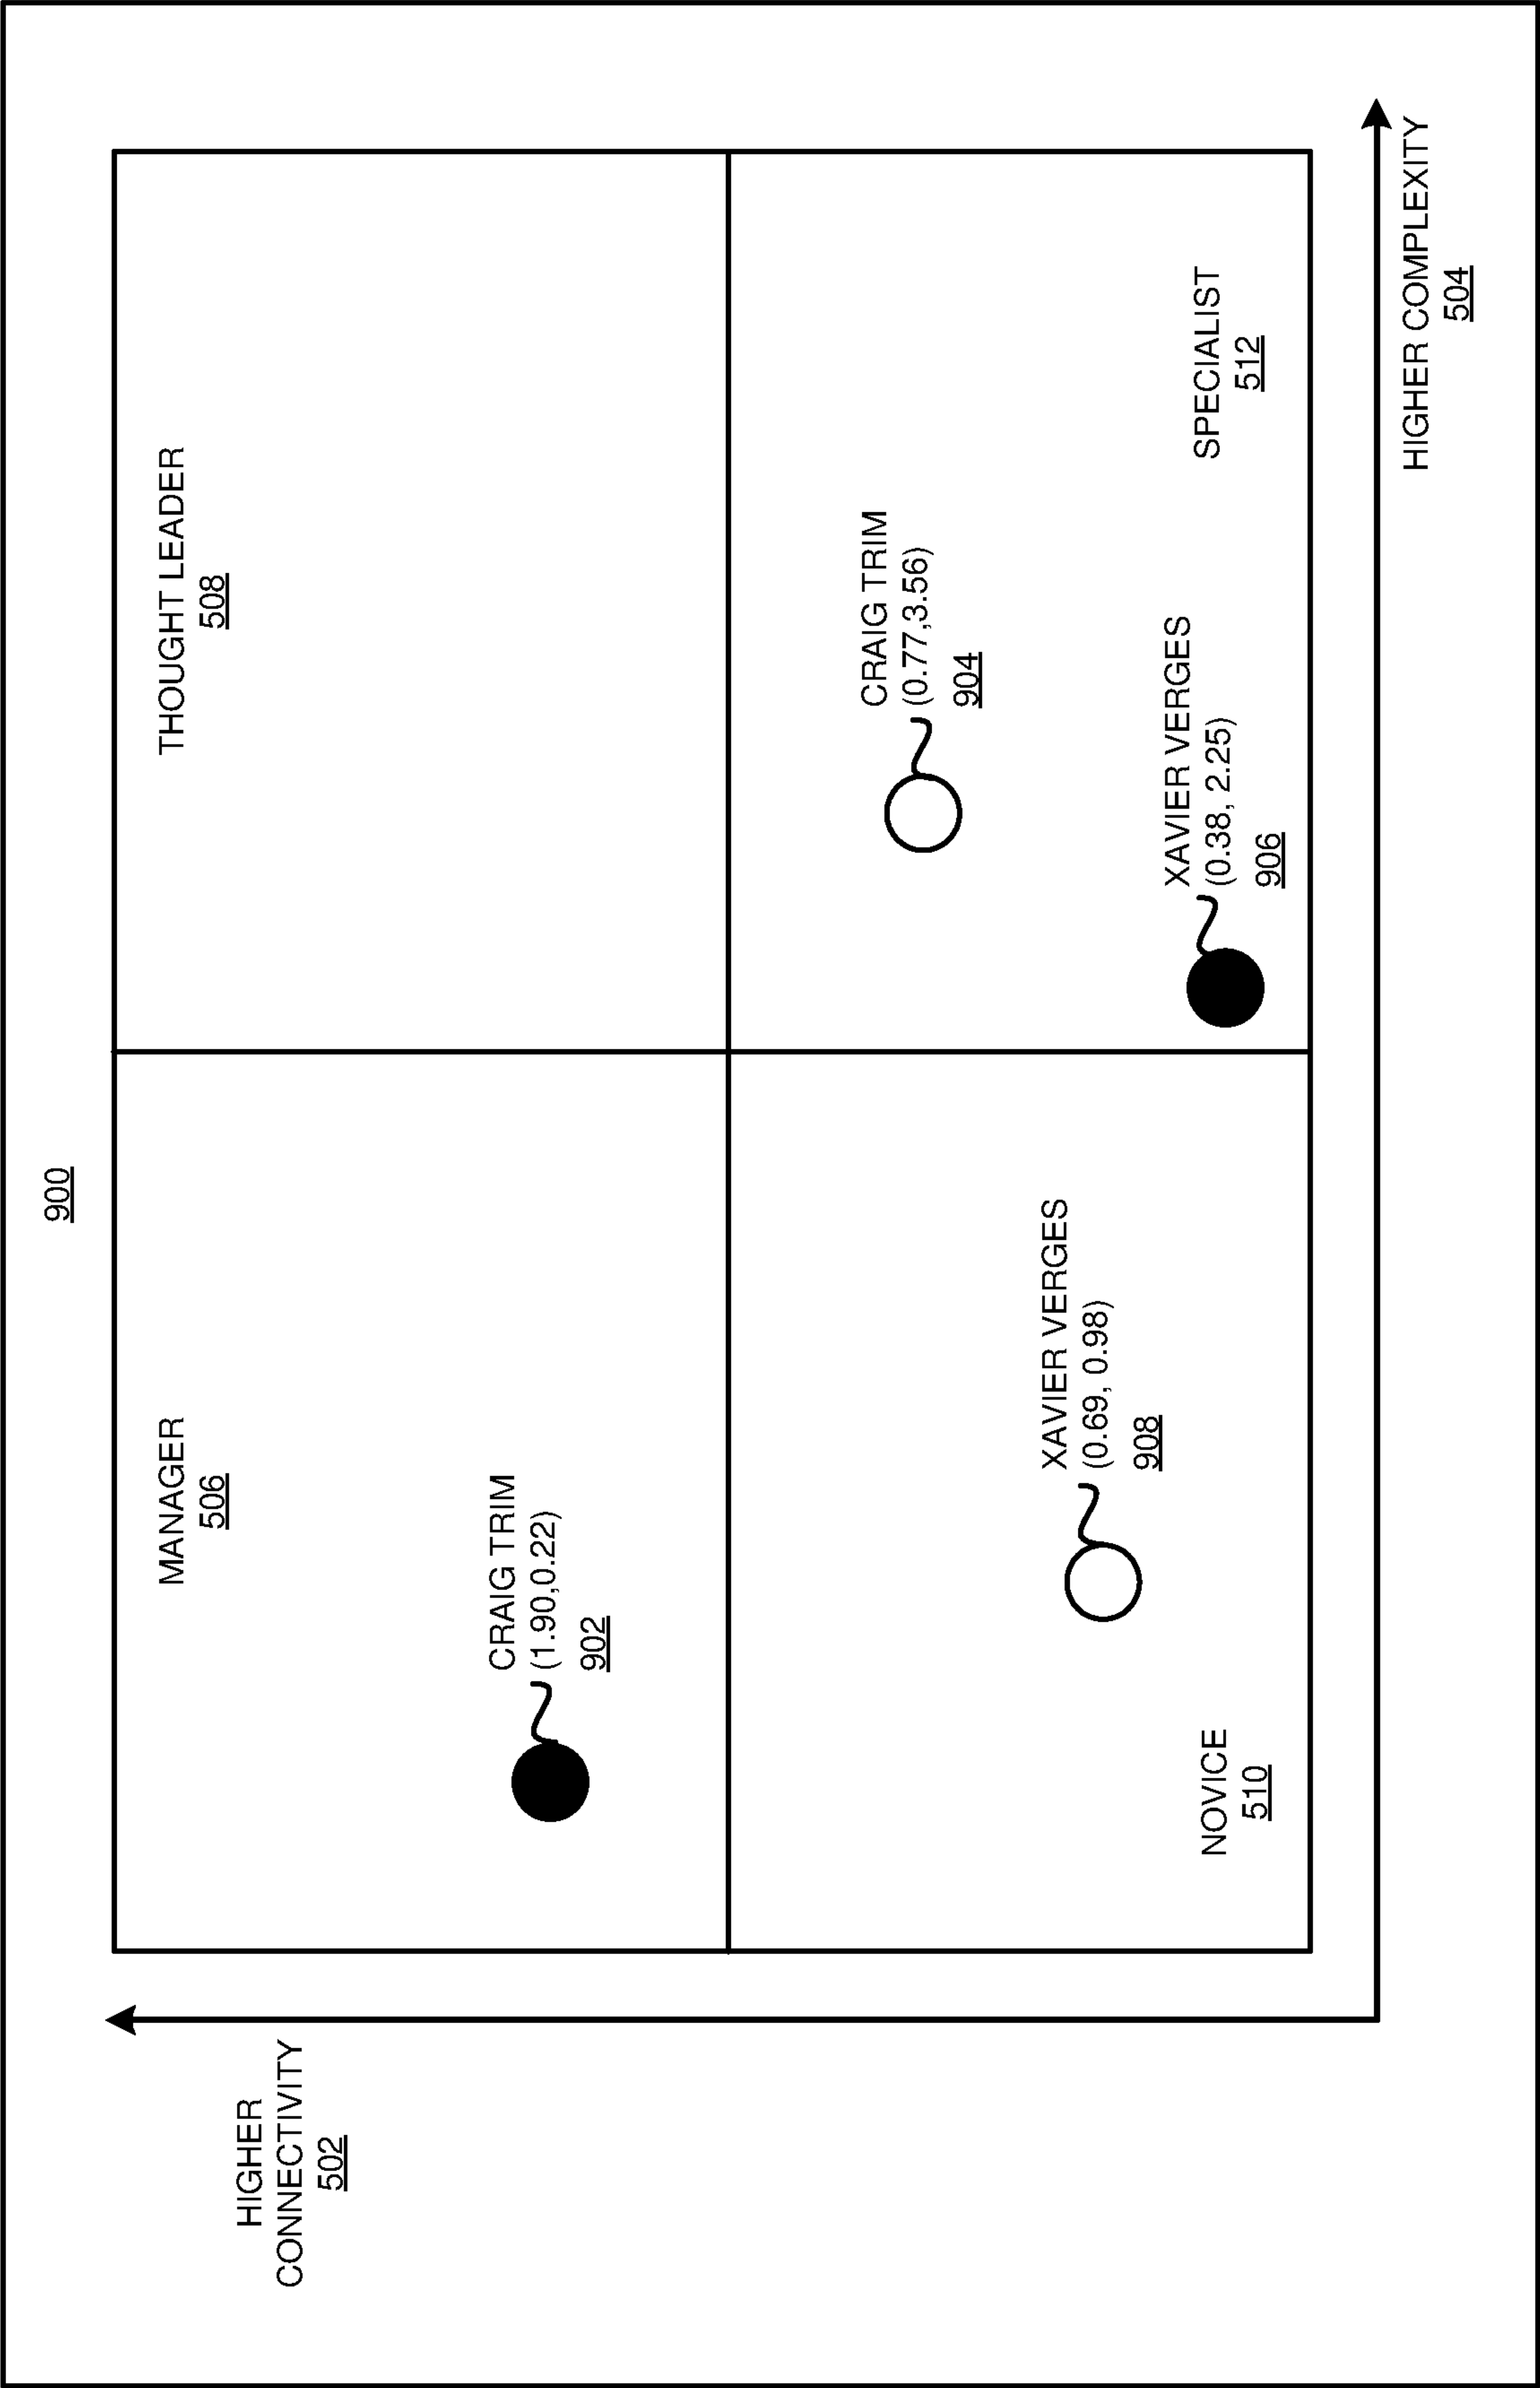 900
MANAGER
506
THOUGHT LEADER
508
HIGHER
CONNECTIVITY
502
CRAIG TRIM
(1.90,0.22)
902
CRAIG TRIM
(0.77,3.56)
904
XAVIER VERGES
(0.69, 0.98)
908
XAVIER VERGES
(0.38, 2.25)
906
NOVICE
510
SPECIALIST
512
HIGHER COMPLEXITY
504